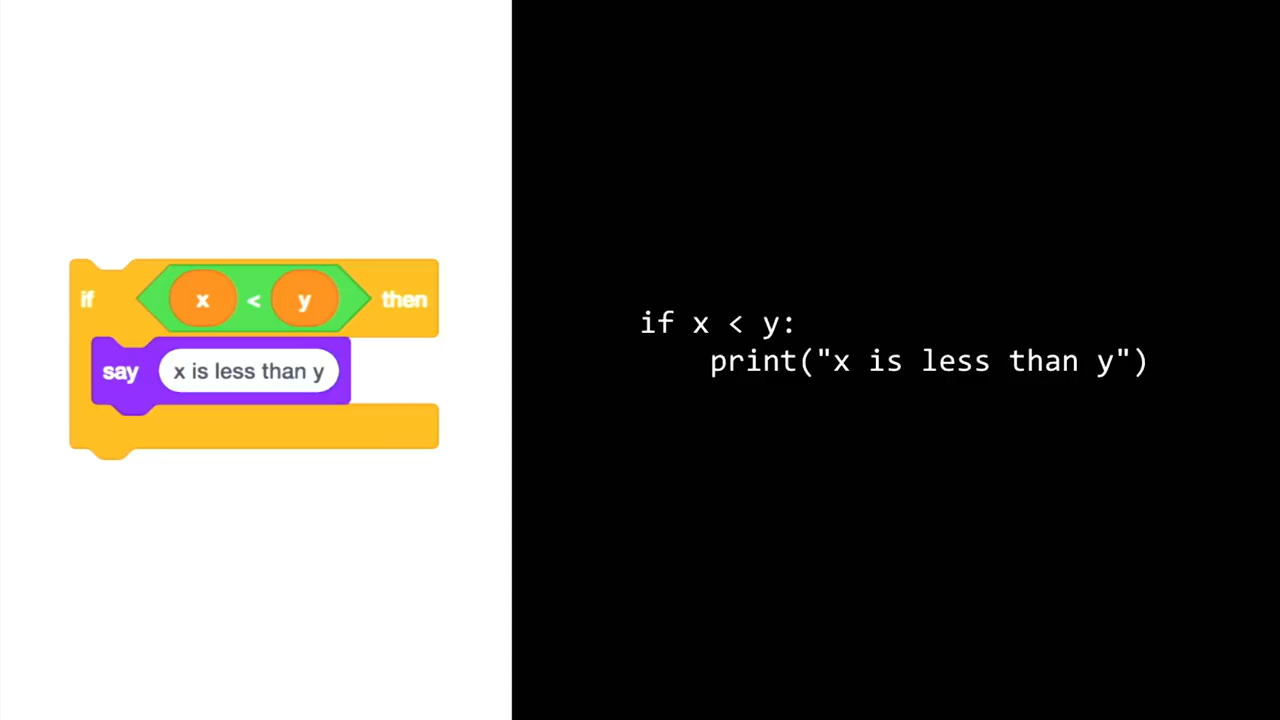 if x < y then
say x is less than y
if x < y:
    print("x is less than y")